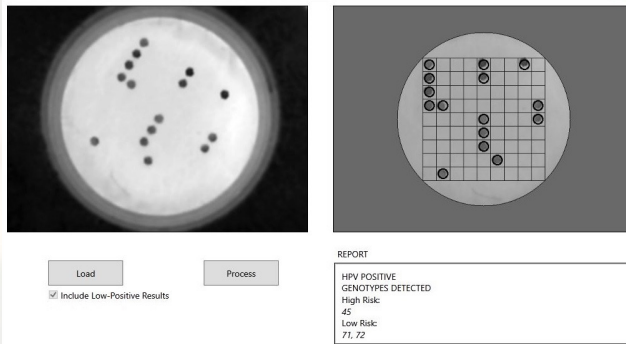 Load
Process
Include Low-Positive Results
REPORT
HPV POSITIVE
GENOTYPES DETECTED
High Risk:
45
Low Risk:
71, 72